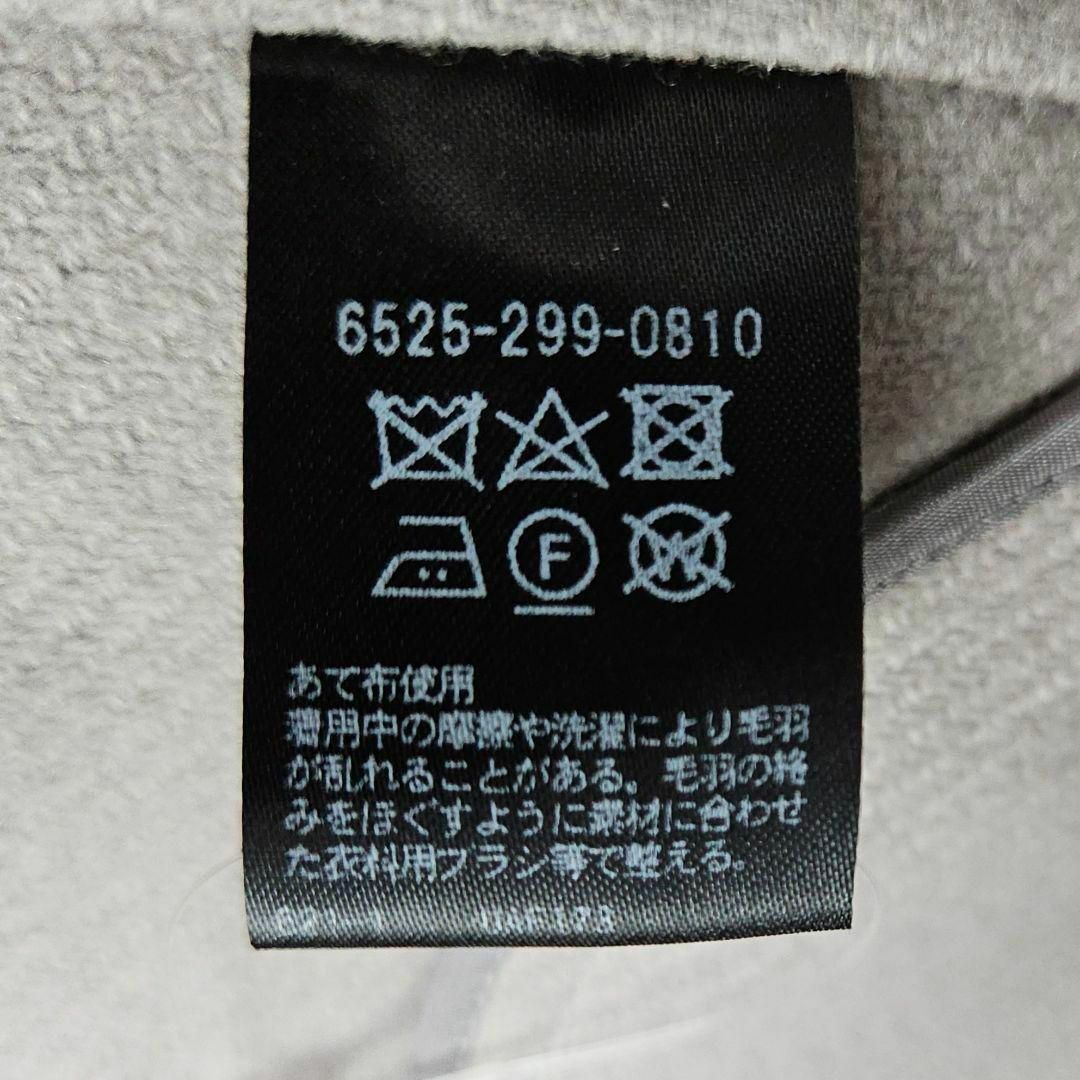 6525-299-0810
F
W
あて布使用
着用中の摩擦や洗濯により毛羽
が乱れることがある。毛羽の絡
みをほぐすように素材に合わせ
た衣料用ブラシ等で整える。